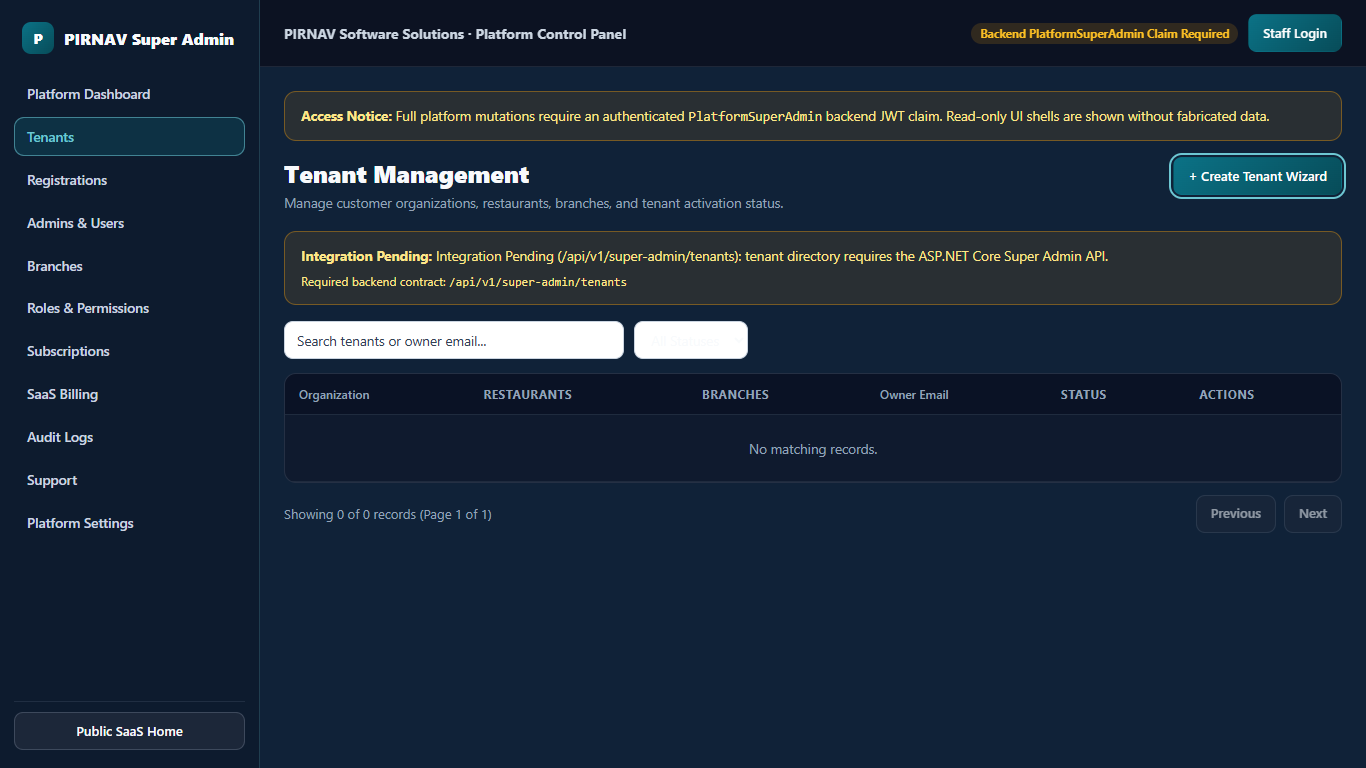 P PIRNAV Super Admin
Platform Dashboard
Tenants
Registrations
Admins & Users
Branches
Roles & Permissions
Subscriptions
SaaS Billing
Audit Logs
Support
Platform Settings
Public SaaS Home
PIRNAV Software Solutions · Platform Control Panel
Backend PlatformSuperAdmin Claim Required
Staff Login
Access Notice: Full platform mutations require an authenticated PlatformSuperAdmin backend JWT claim. Read-only UI shells are shown without fabricated data.
Tenant Management
+ Create Tenant Wizard
Manage customer organizations, restaurants, branches, and tenant activation status.
Integration Pending: Integration Pending (/api/v1/super-admin/tenants): tenant directory requires the ASP.NET Core Super Admin API.
Required backend contract: /api/v1/super-admin/tenants
Search tenants or owner email...
Organization RESTAURANTS BRANCHES Owner Email STATUS ACTIONS
No matching records.
Showing 0 of 0 records (Page 1 of 1)
Previous
Next